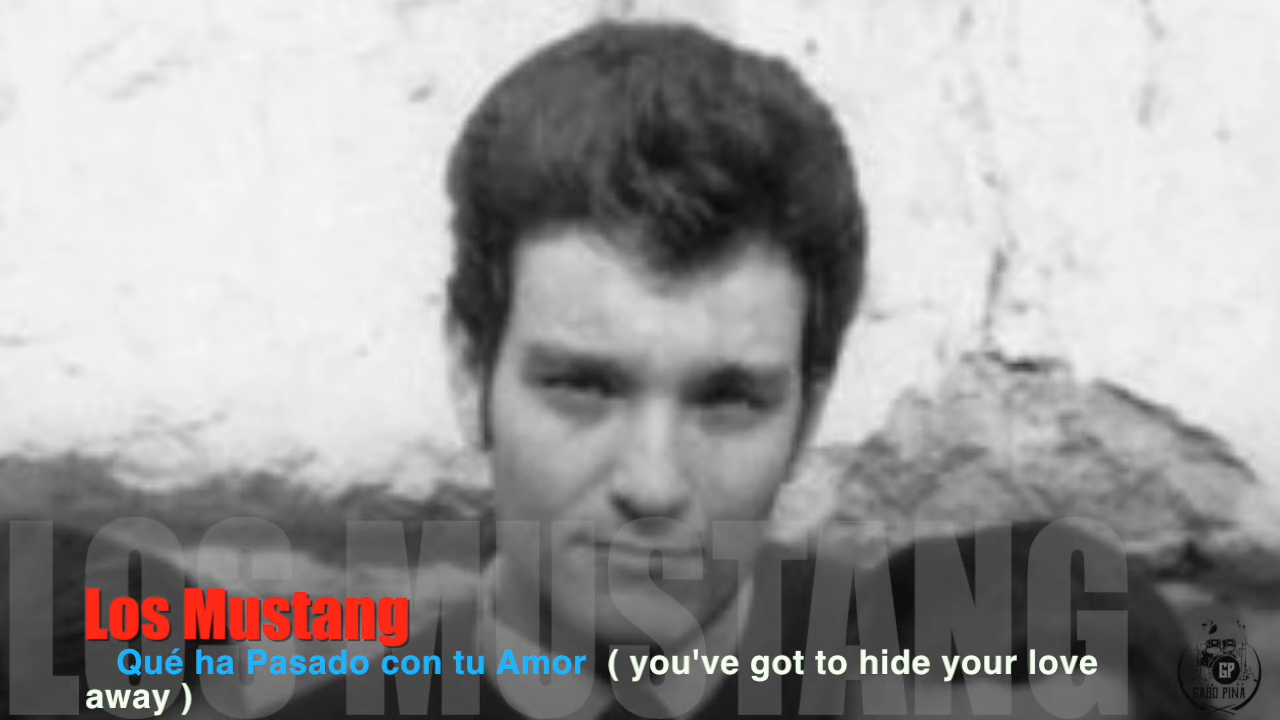 LOS MUSTANG
Los Mustang
Qué ha Pasado con tu Amor ( you've got to hide your love
away )
GP
GABO PIÑA